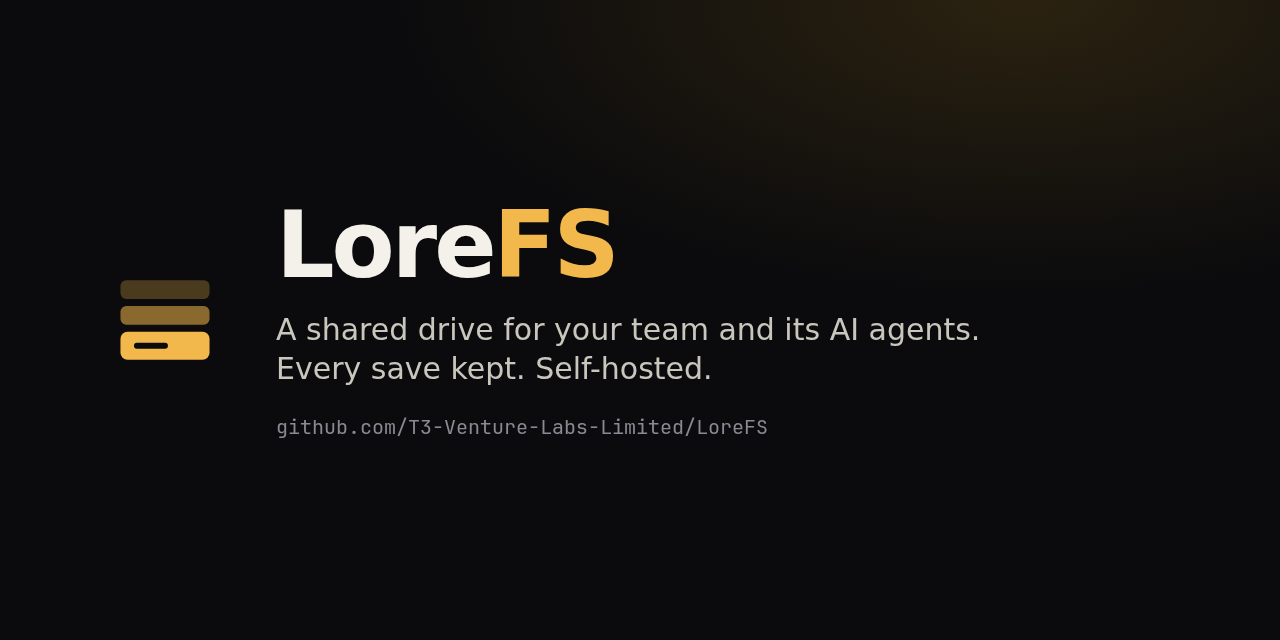 LoreFS
A shared drive for your team and its AI agents.
Every save kept. Self-hosted.
github.com/T3-Venture-Labs-Limited/LoreFS